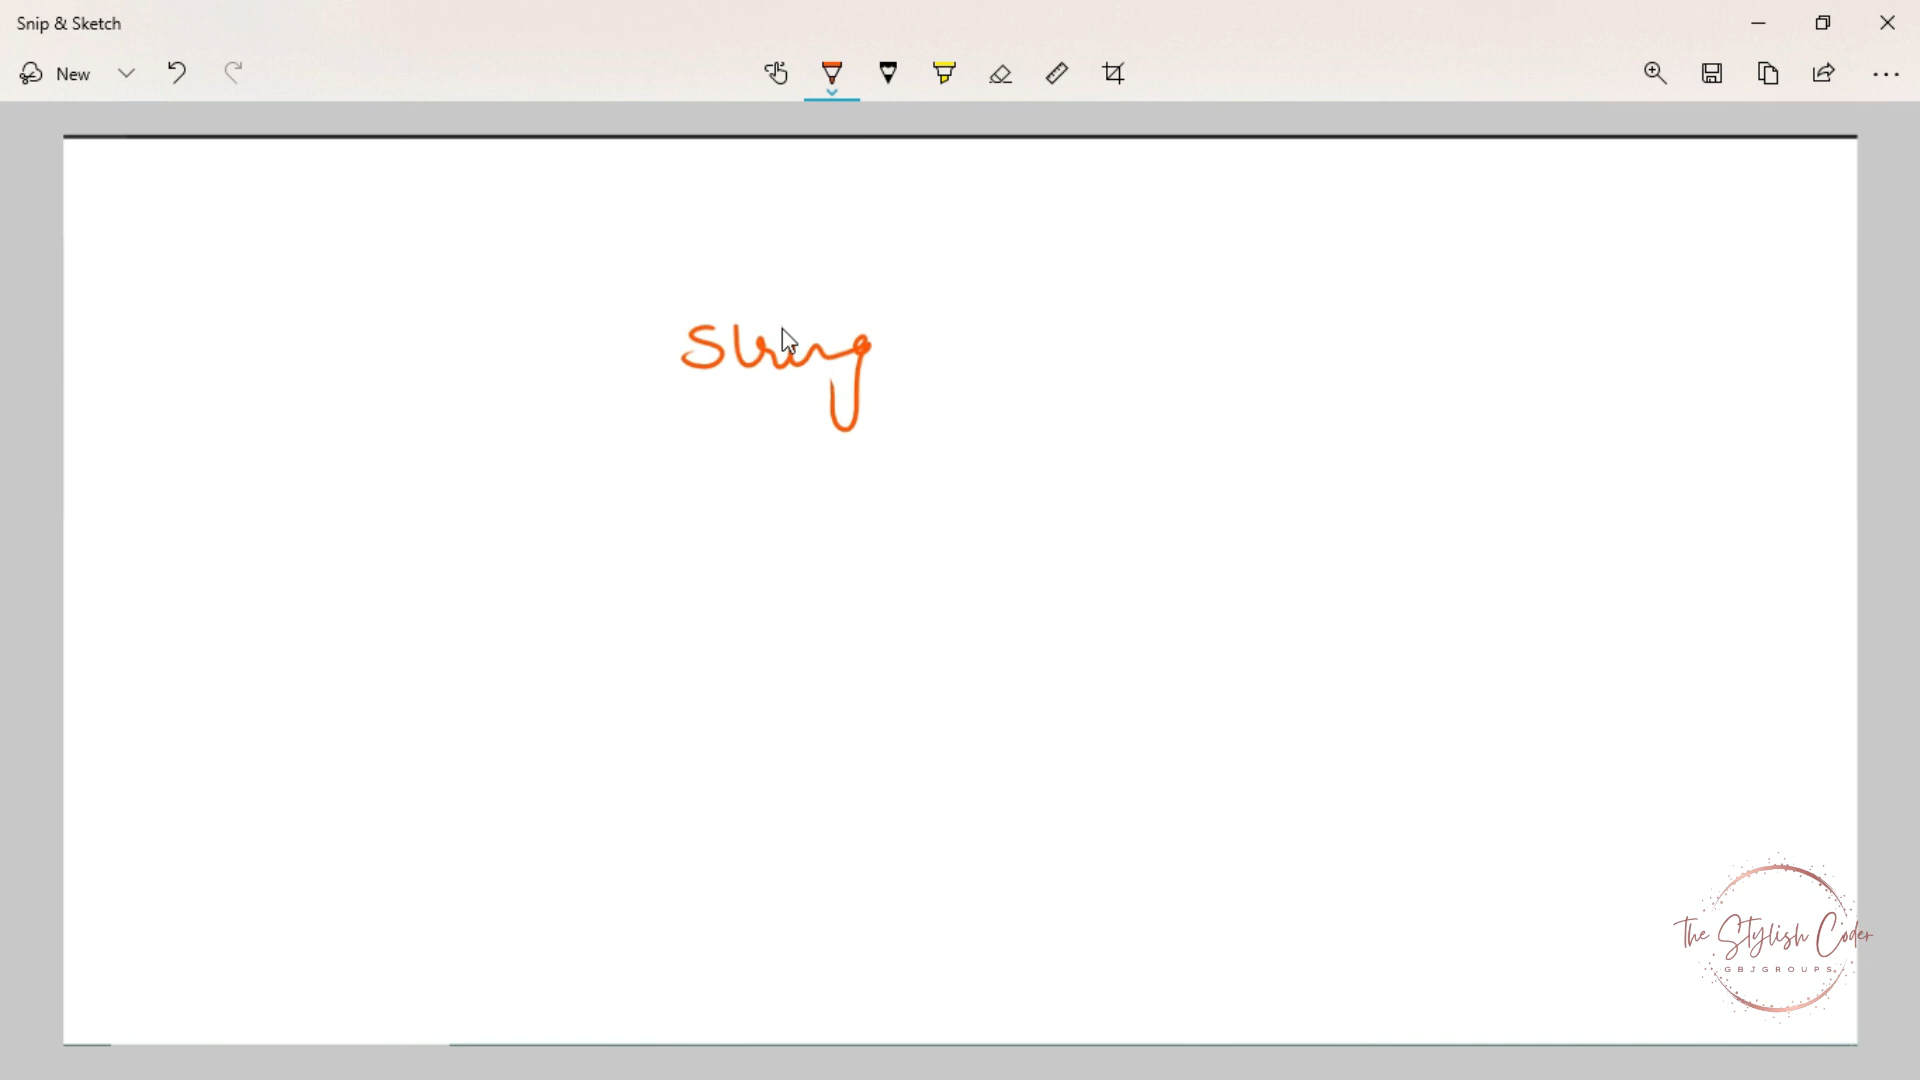 Snip & Sketch
New
String
The Stylish Coder
GBJGROUPS